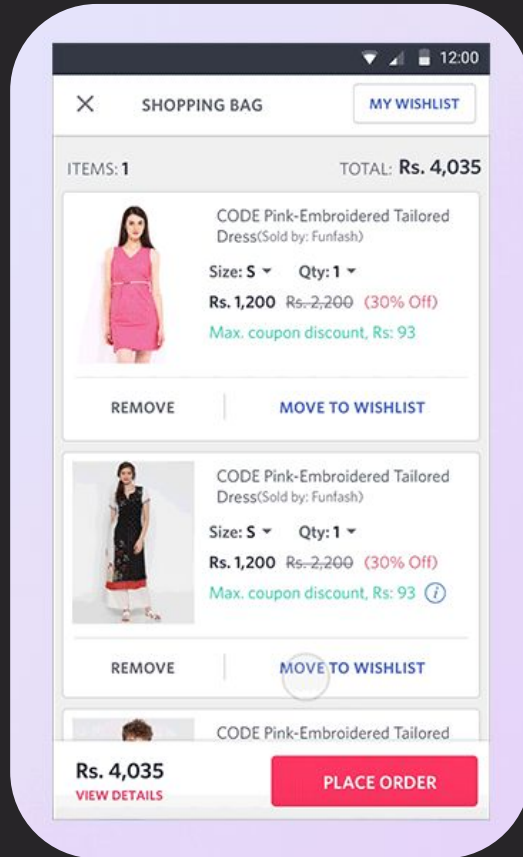 12:00
SHOPPING BAG
MY WISHLIST
ITEMS: 1
TOTAL: Rs. 4,035
CODE Pink-Embroidered Tailored
Dress(Sold by: Funfash)
Size: S Qty: 1
Rs. 1,200 Rs. 2,200 (30% Off)
Max. coupon discount, Rs: 93
REMOVE
MOVE TO WISHLIST
CODE Pink-Embroidered Tailored
Dress(Sold by: Funfash)
Size: S Qty: 1
Rs. 1,200 Rs. 2,200 (30% Off)
Max. coupon discount, Rs: 93 i
REMOVE
MOVE TO WISHLIST
CODE Pink-Embroidered Tailored
Rs. 4,035
VIEW DETAILS
PLACE ORDER